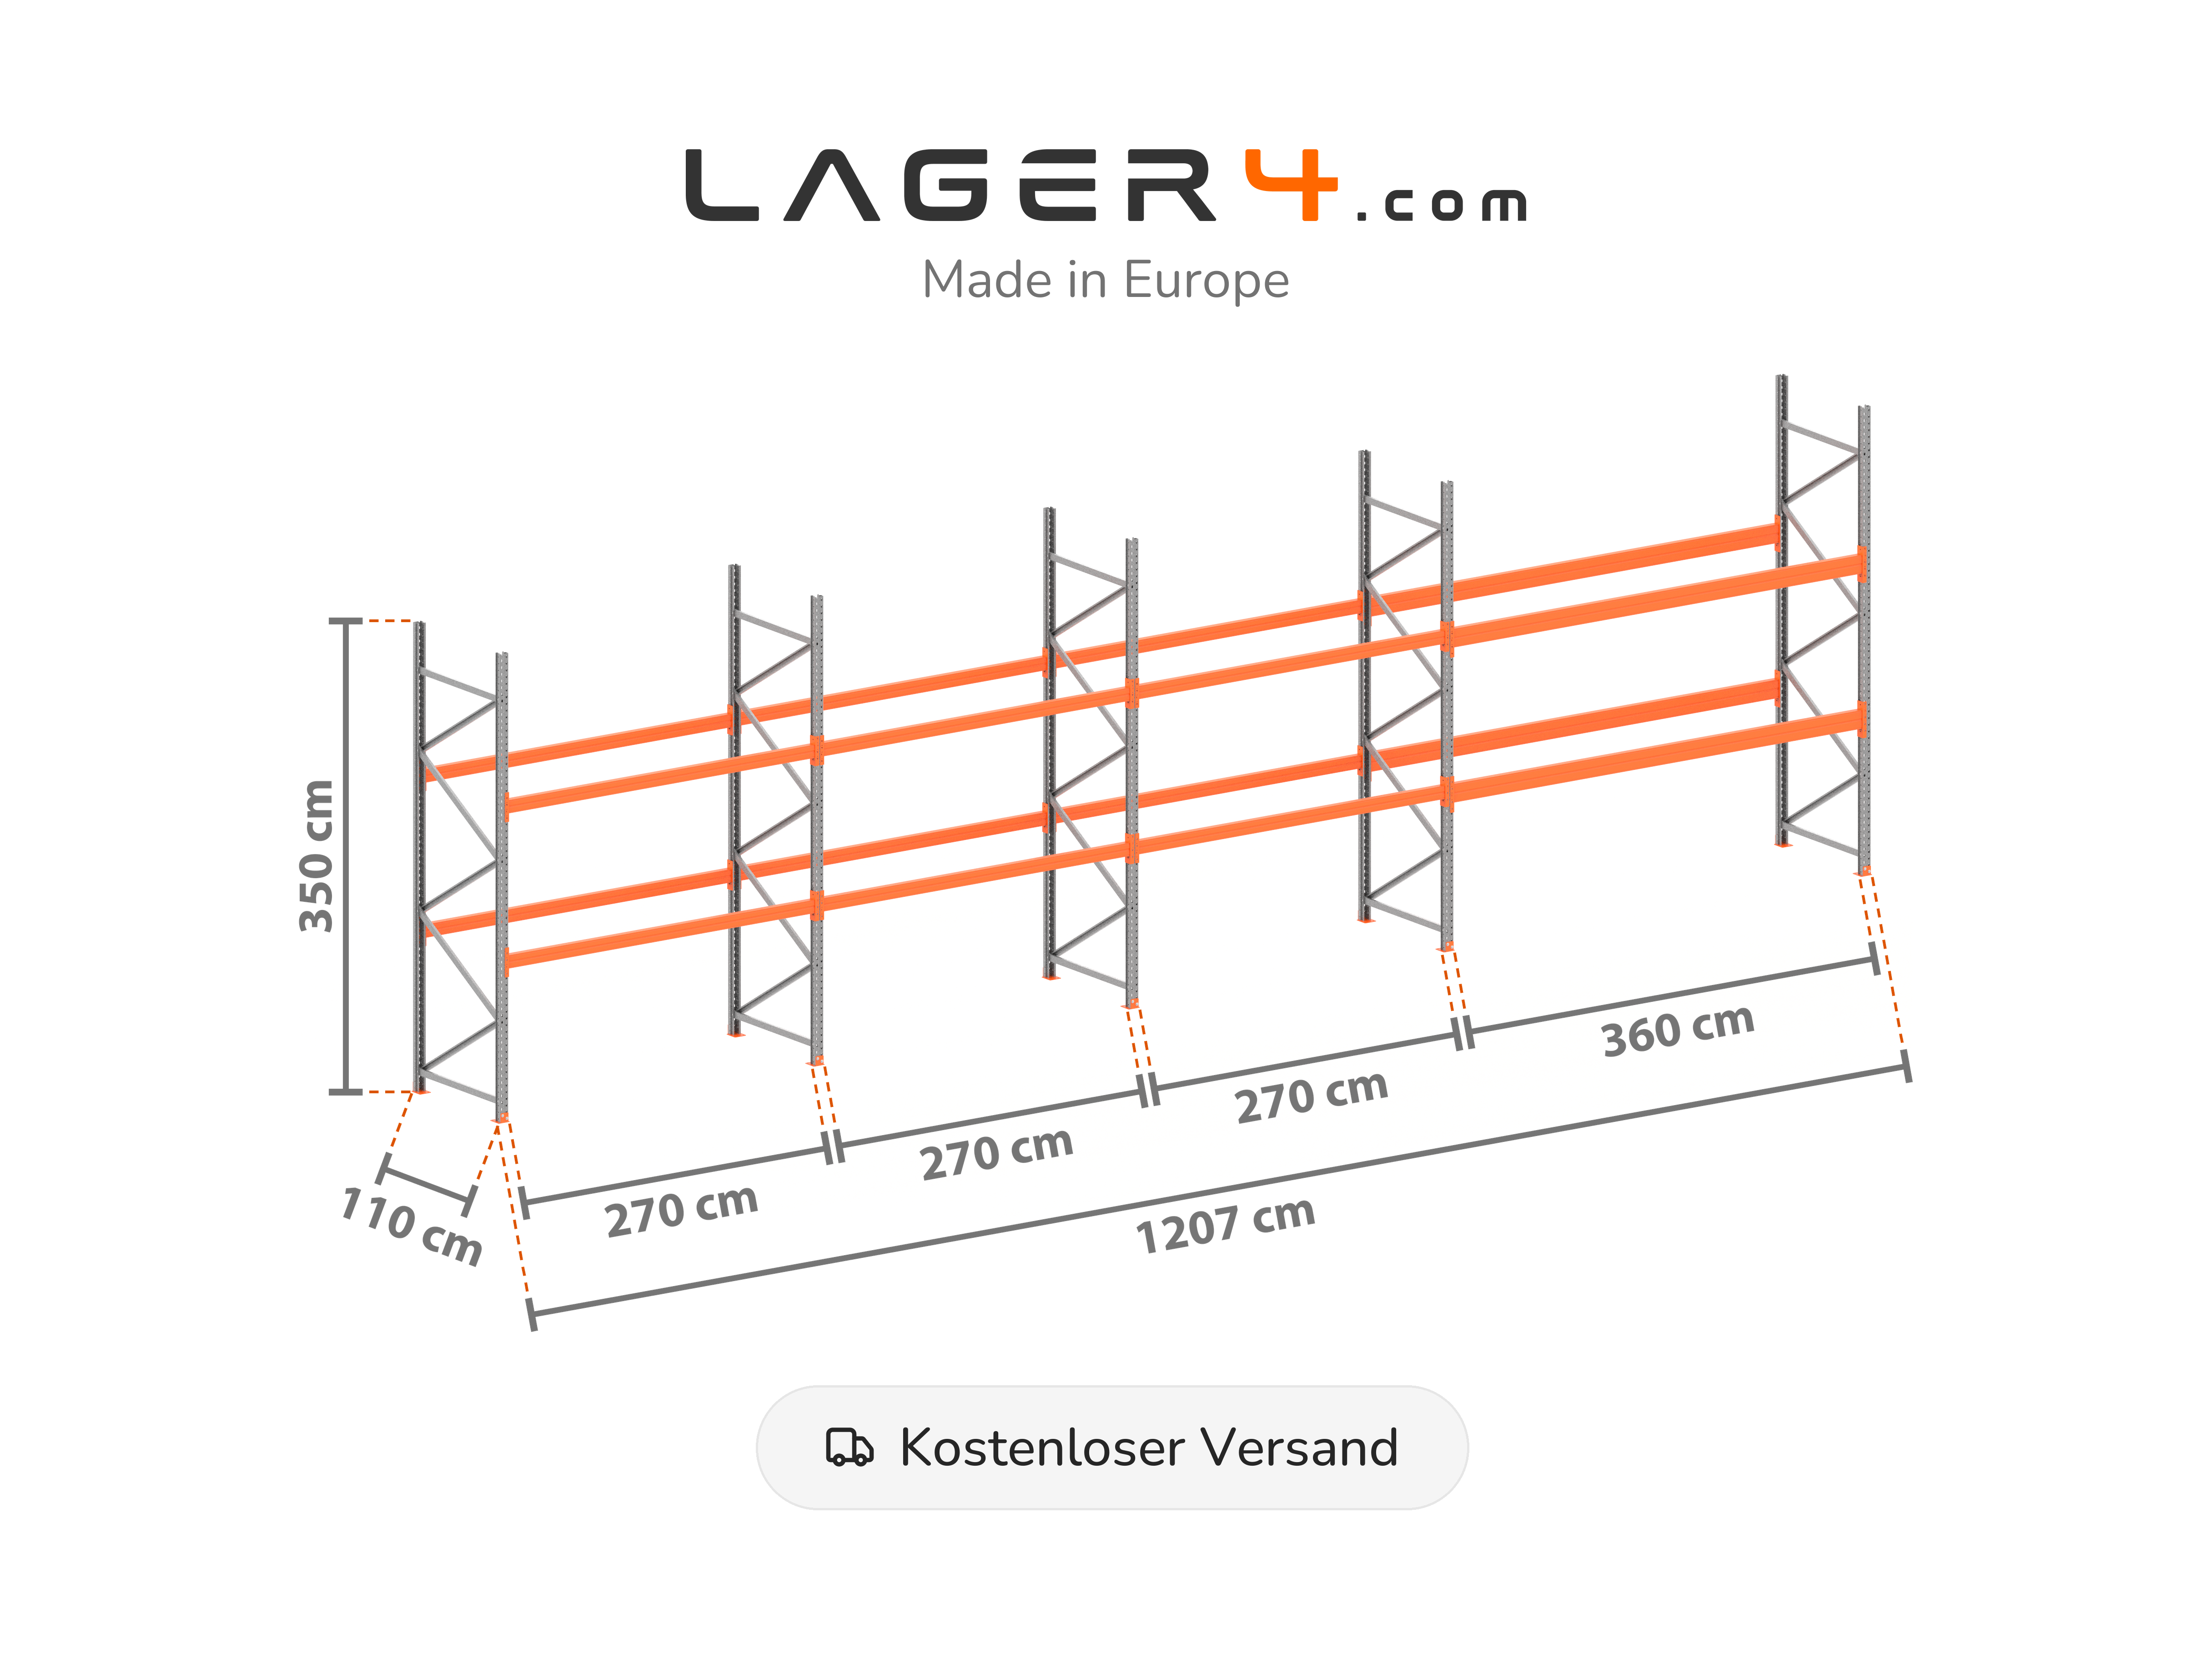 LAGER4.com
Made in Europe
350 cm
110 cm
270 cm
270 cm
270 cm
360 cm
1207 cm
Kostenloser Versand